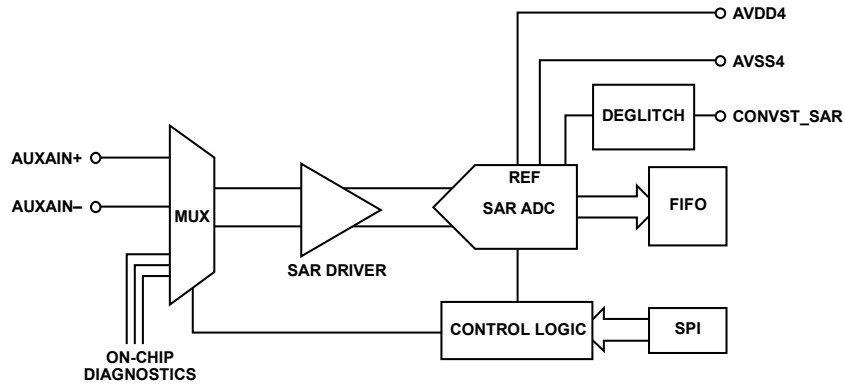 AVDD4
AVSS4
DEGLITCH
CONVST_SAR
AUXAIN+
AUXAIN–
MUX
REF
SAR ADC
FIFO
SAR DRIVER
CONTROL LOGIC
SPI
ON-CHIP
DIAGNOSTICS